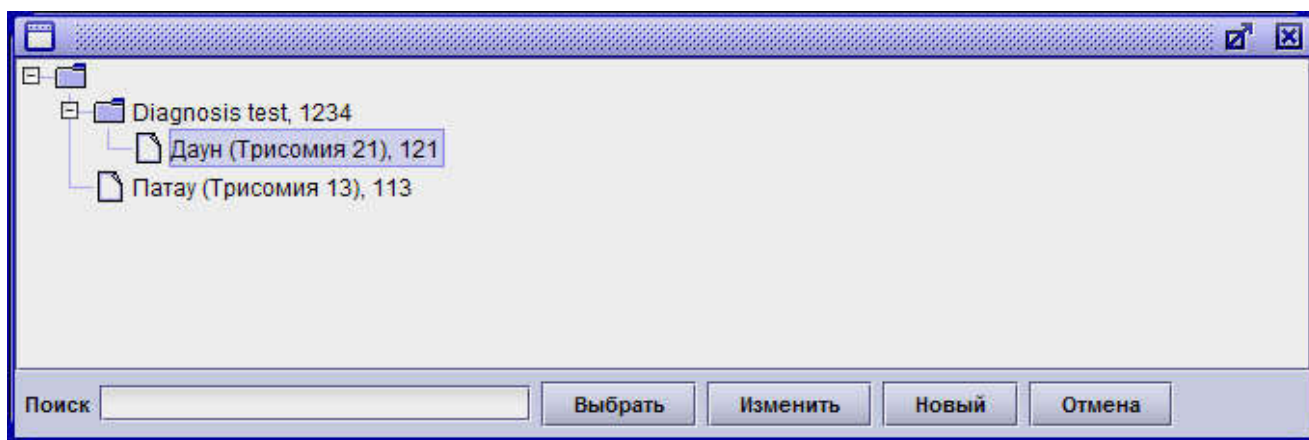 Diagnosis test, 1234
Даун (Трисомия 21), 121
Патау (Трисомия 13), 113
Поиск Выбрать Изменить Новый Отмена